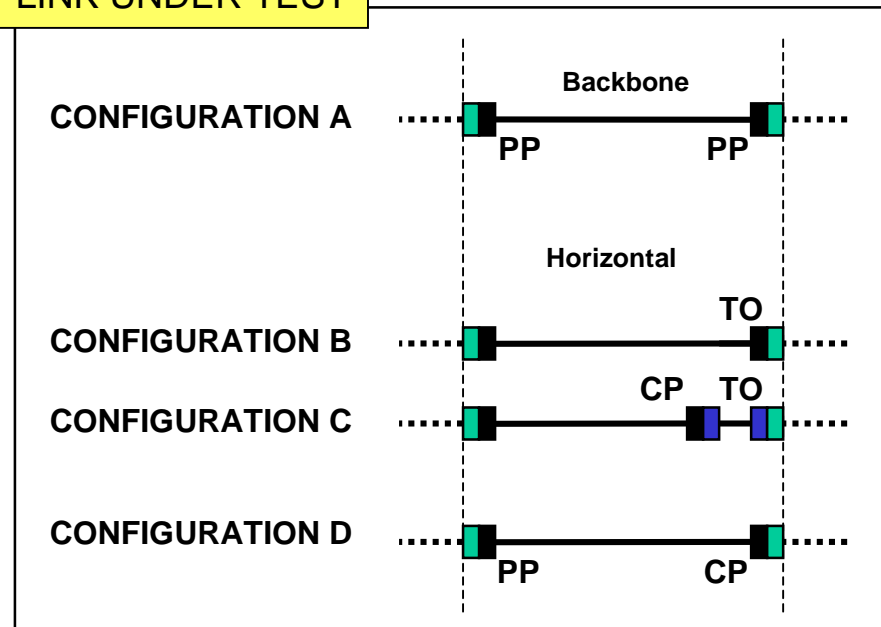 LINK UNDER TEST
Backbone
CONFIGURATION A
PP PP
Horizontal
TO
CONFIGURATION B
CP TO
CONFIGURATION C
CONFIGURATION D
PP CP